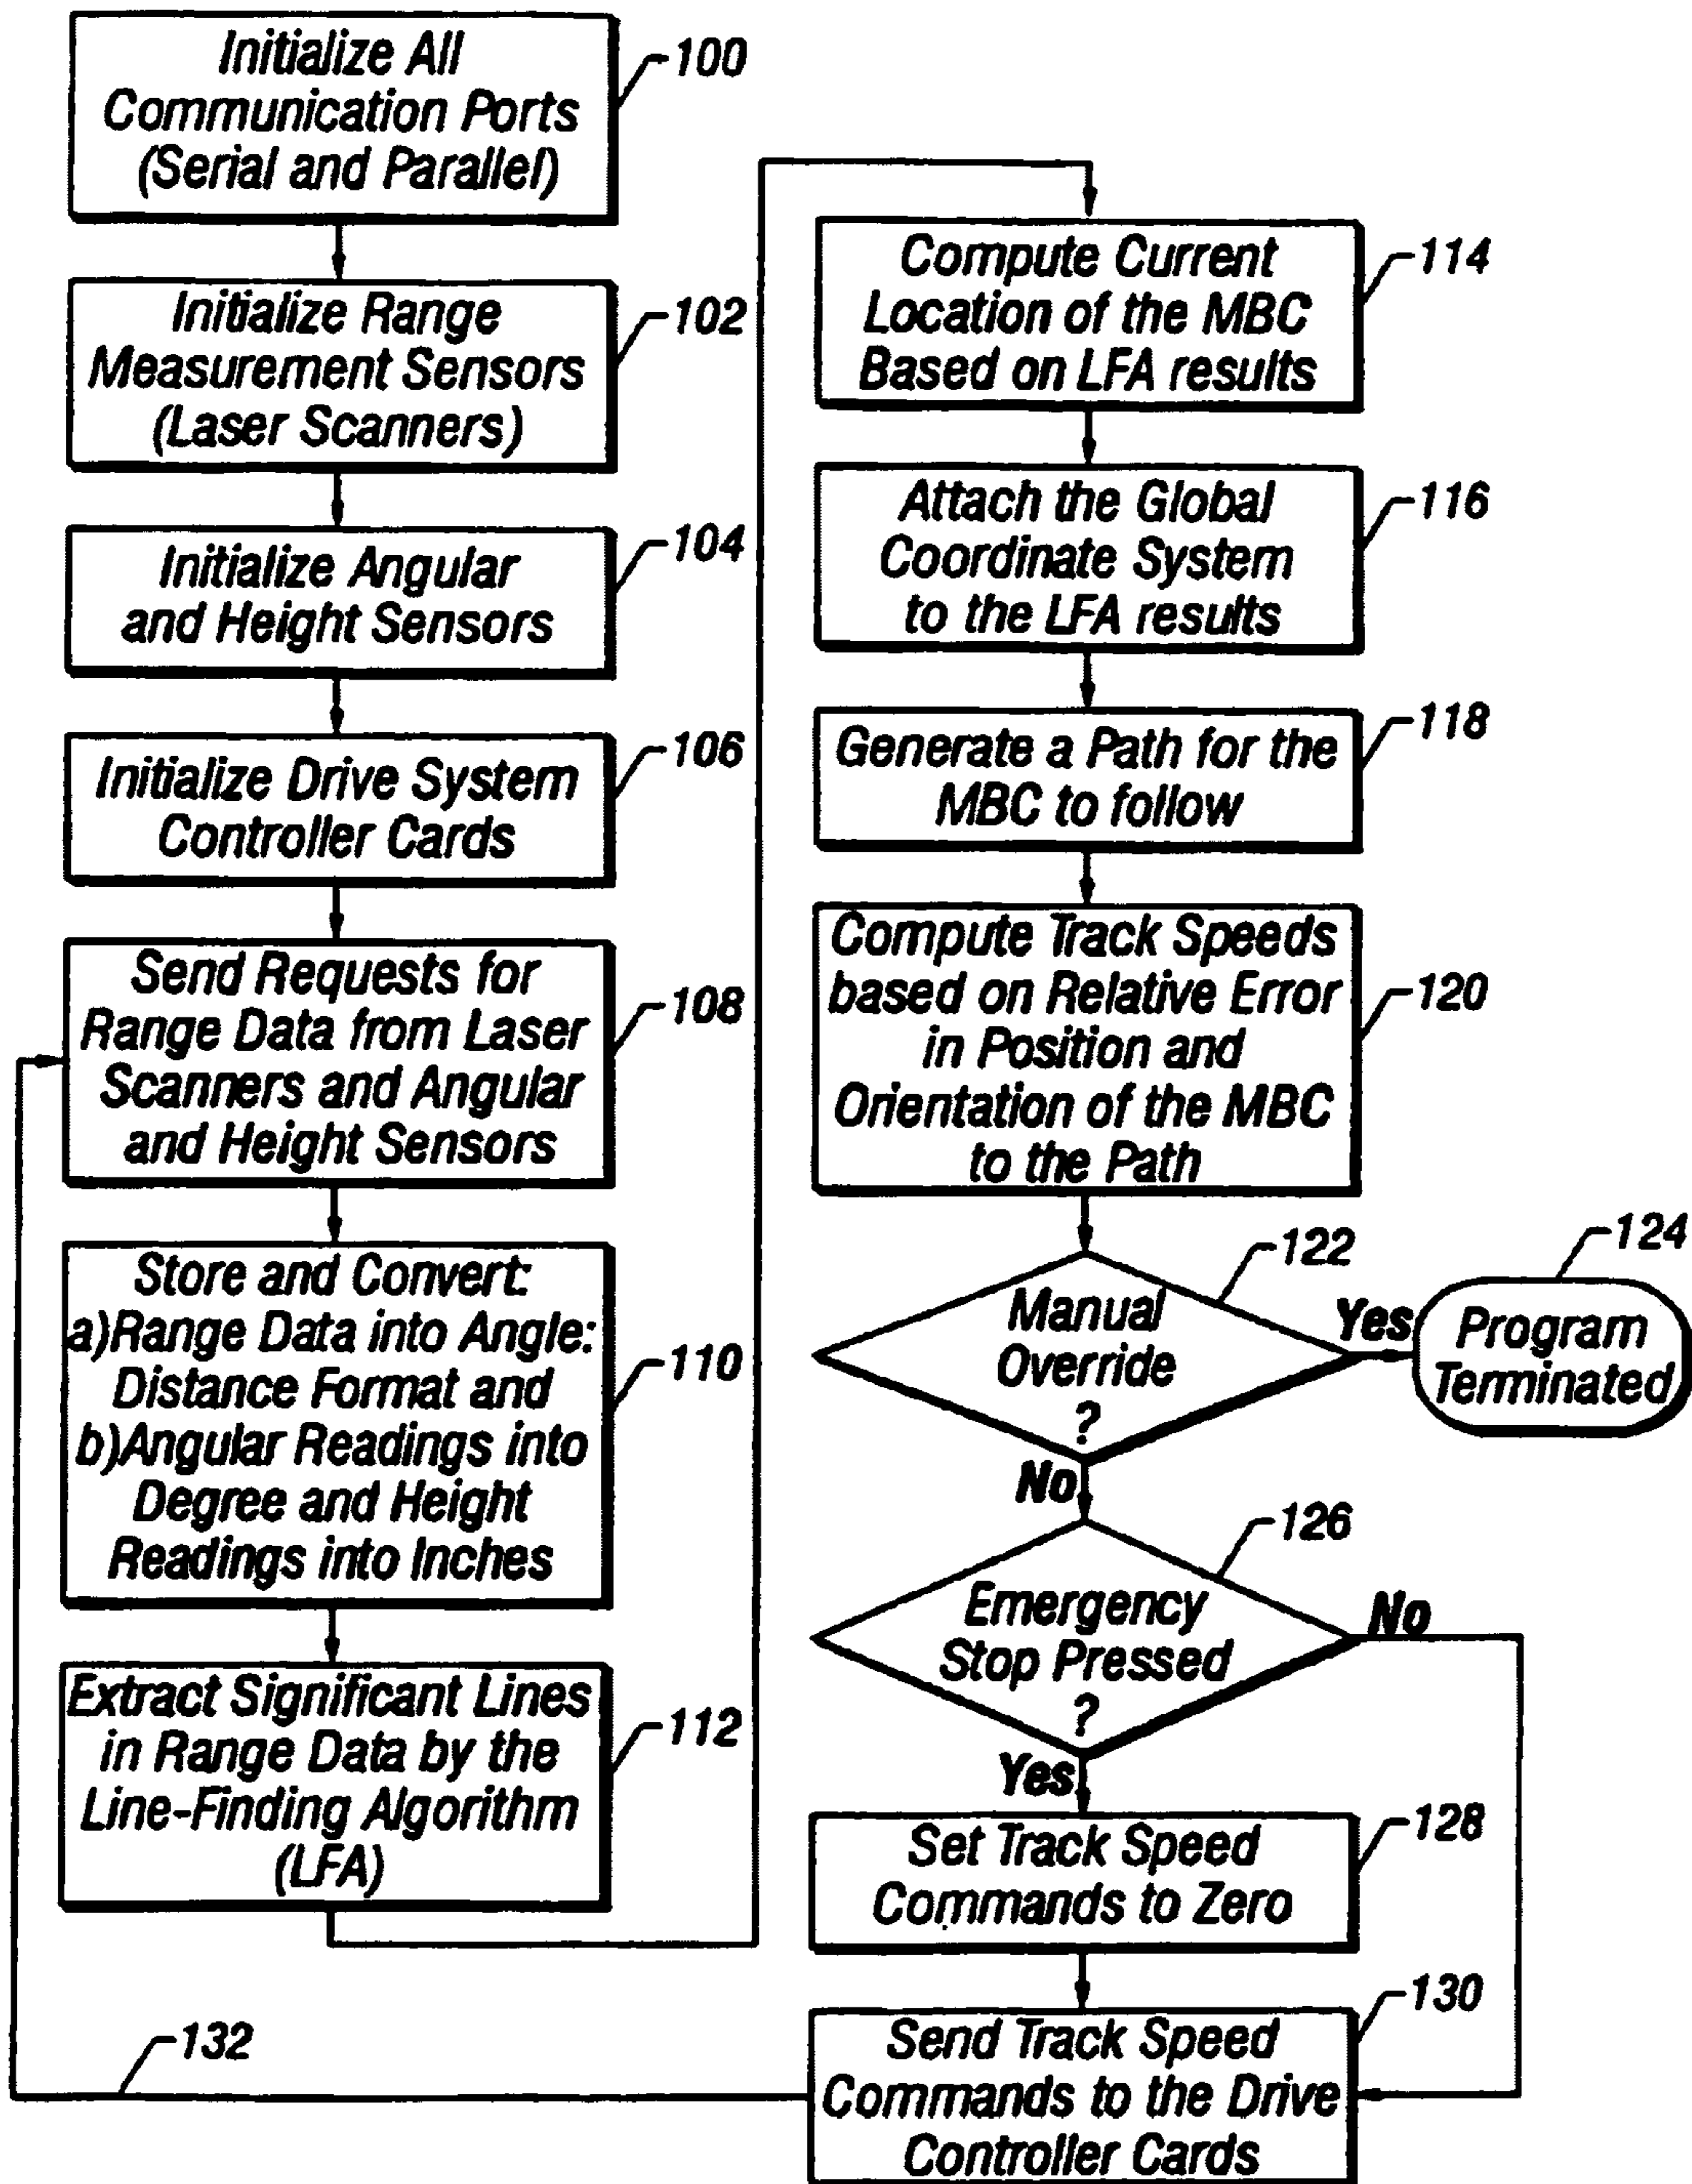 Initialize All
Communication Ports
(Serial and Parallel)
100
Initialize Range
Measurement Sensors
(Laser Scanners)
102
Initialize Angular
and Height Sensors
104
Initialize Drive System
Controller Cards
106
Send Requests for
Range Data from Laser
Scanners and Angular
and Height Sensors
108
Store and Convert:
a)Range Data into Angle:
Distance Format and
b)Angular Readings into
Degree and Height
Readings into Inches
110
Extract Significant Lines
in Range Data by the
Line-Finding Algorithm
(LFA)
112
Compute Current
Location of the MBC
Based on LFA results
114
Attach the Global
Coordinate System
to the LFA results
116
Generate a Path for the
MBC to follow
118
Compute Track Speeds
based on Relative Error
in Position and
Orientation of the MBC
to the Path
120
Manual
Override
?
122
Yes
Program
Terminated
124
No
Emergency
Stop Pressed
?
126
No
Yes
Set Track Speed
Commands to Zero
128
Send Track Speed
Commands to the Drive
Controller Cards
130
132